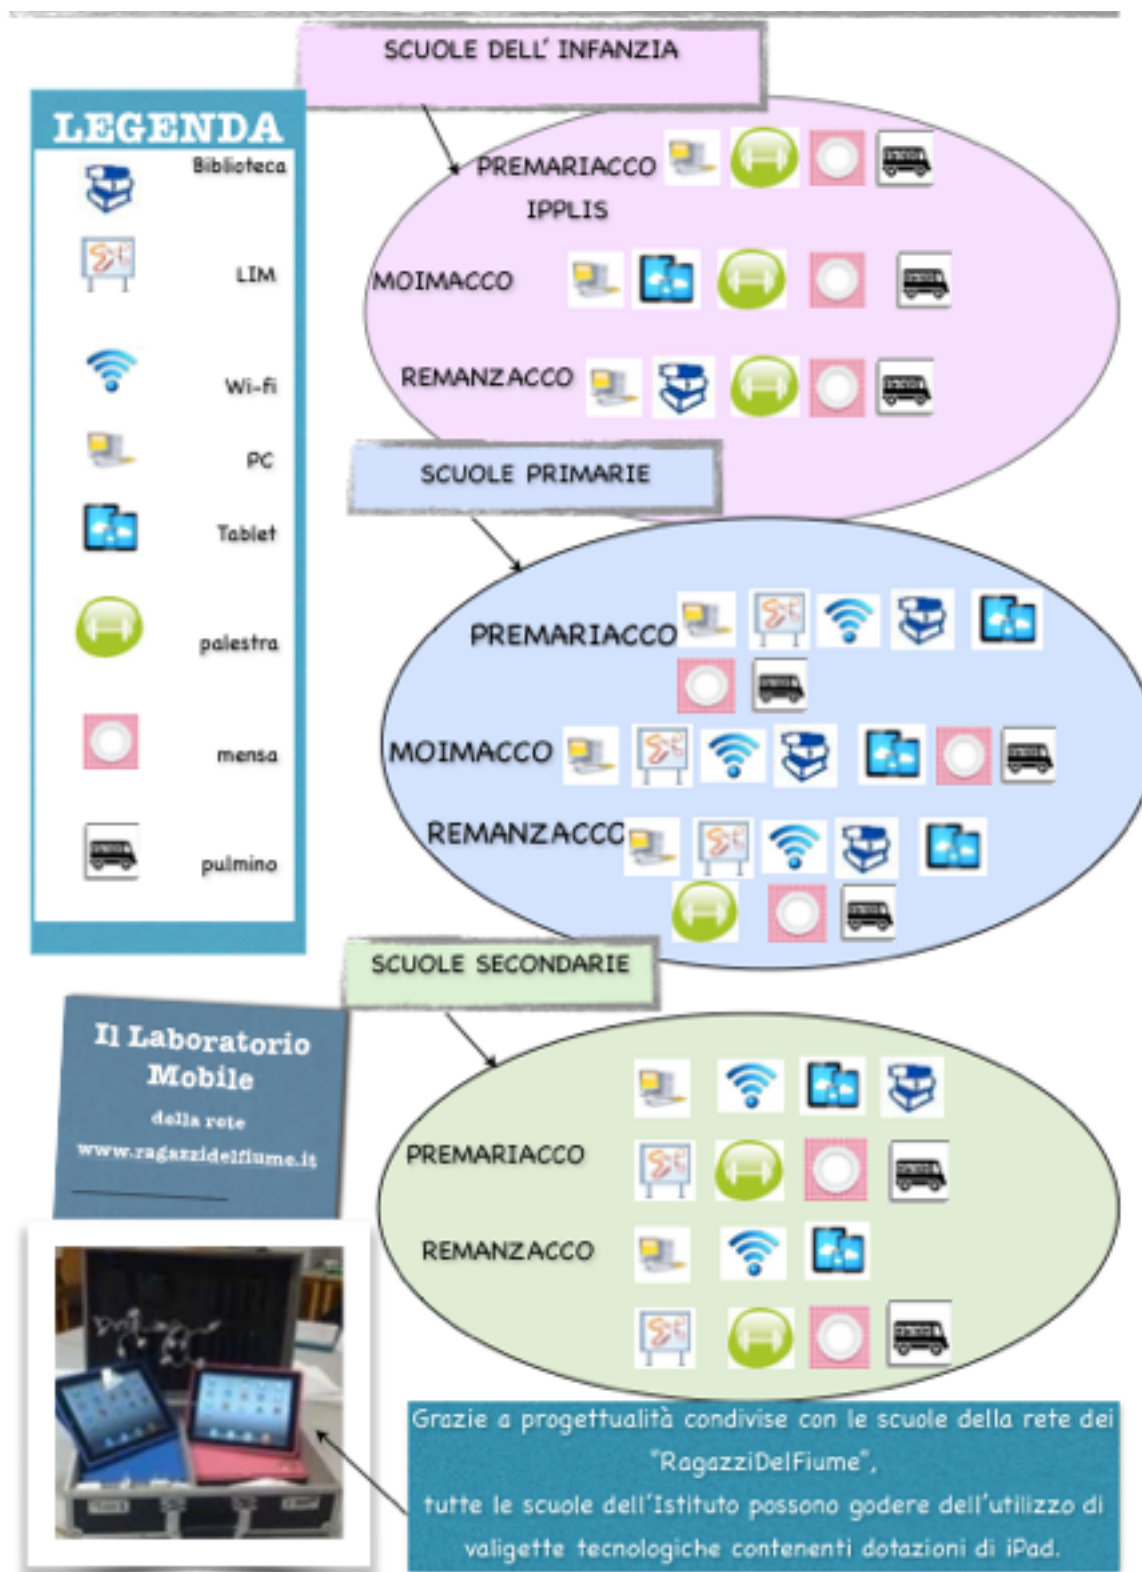 SCUOLE DELL' INFANZIA
LEGENDA
Biblioteca
LIM
Wi-fi
PC
Tablet
palestra
mensa
pulmino
PREMARIACCO
IPPLIS
MOIMACCO
REMANZACCO
SCUOLE PRIMARIE
PREMARIACCO
MOIMACCO
REMANZACCO
SCUOLE SECONDARIE
PREMARIACCO
REMANZACCO
Il Laboratorio
Mobile
della rete
www.ragazzidelfiume.it
Grazie a progettualità condivise con le scuole della rete dei
"RagazziDelFiume",
tutte le scuole dell'Istituto possono godere dell'utilizzo di
valigette tecnologiche contenenti dotazioni di iPad.